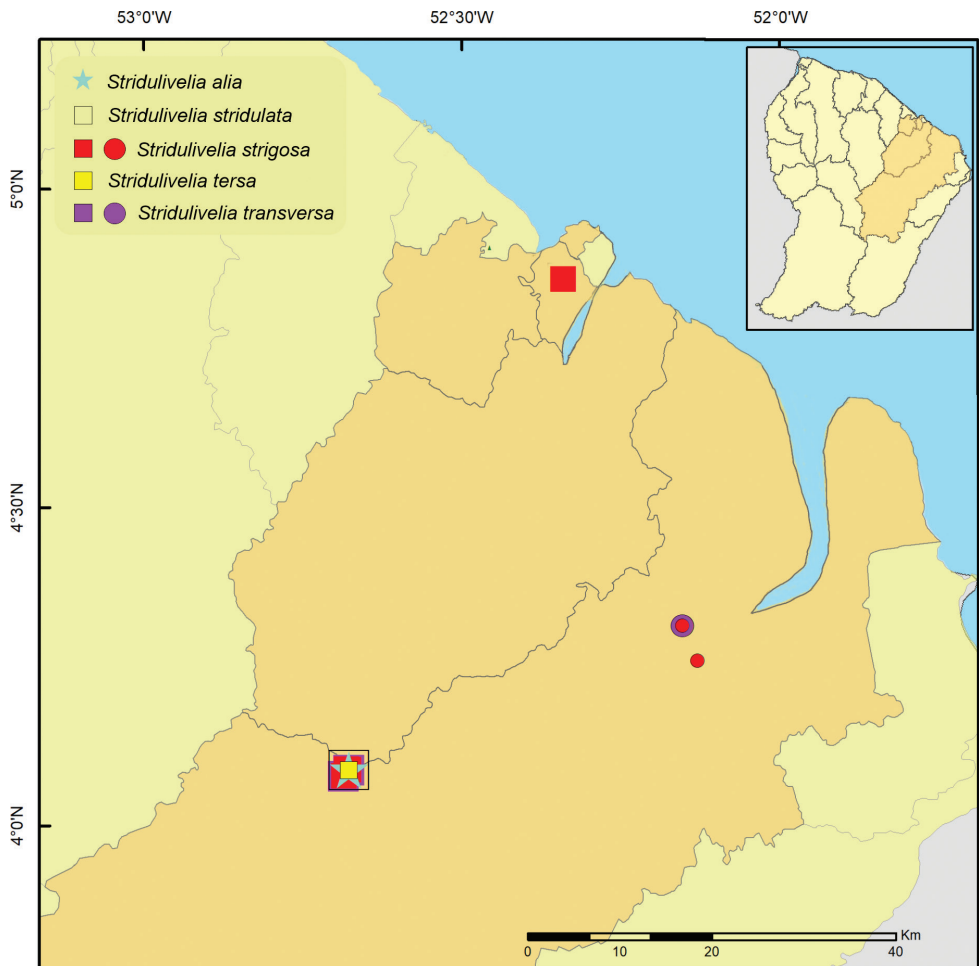 53°0'W 52°30'W 52°0'W
Stridulivelia alia
Stridulivelia stridulata
Stridulivelia strigosa
Stridulivelia tersa
Stridulivelia transversa
5°0'N
4°30'N
4°0'N
Km
0 10 20 40